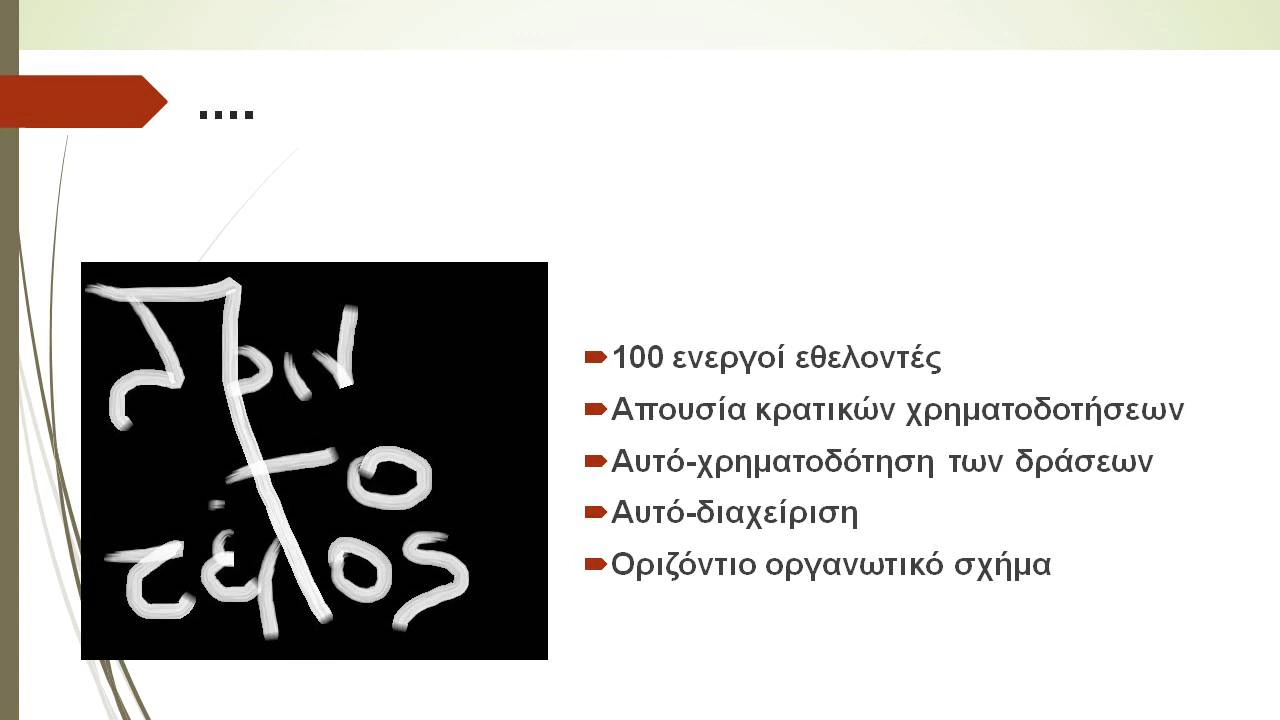 ....
Πριν
το
τέλος
100 ενεργοί εθελοντές
Απουσία κρατικών χρηματοδοτήσεων
Αυτό-χρηματοδότηση των δράσεων
Αυτό-διαχείριση
Οριζόντιο οργανωτικό σχήμα